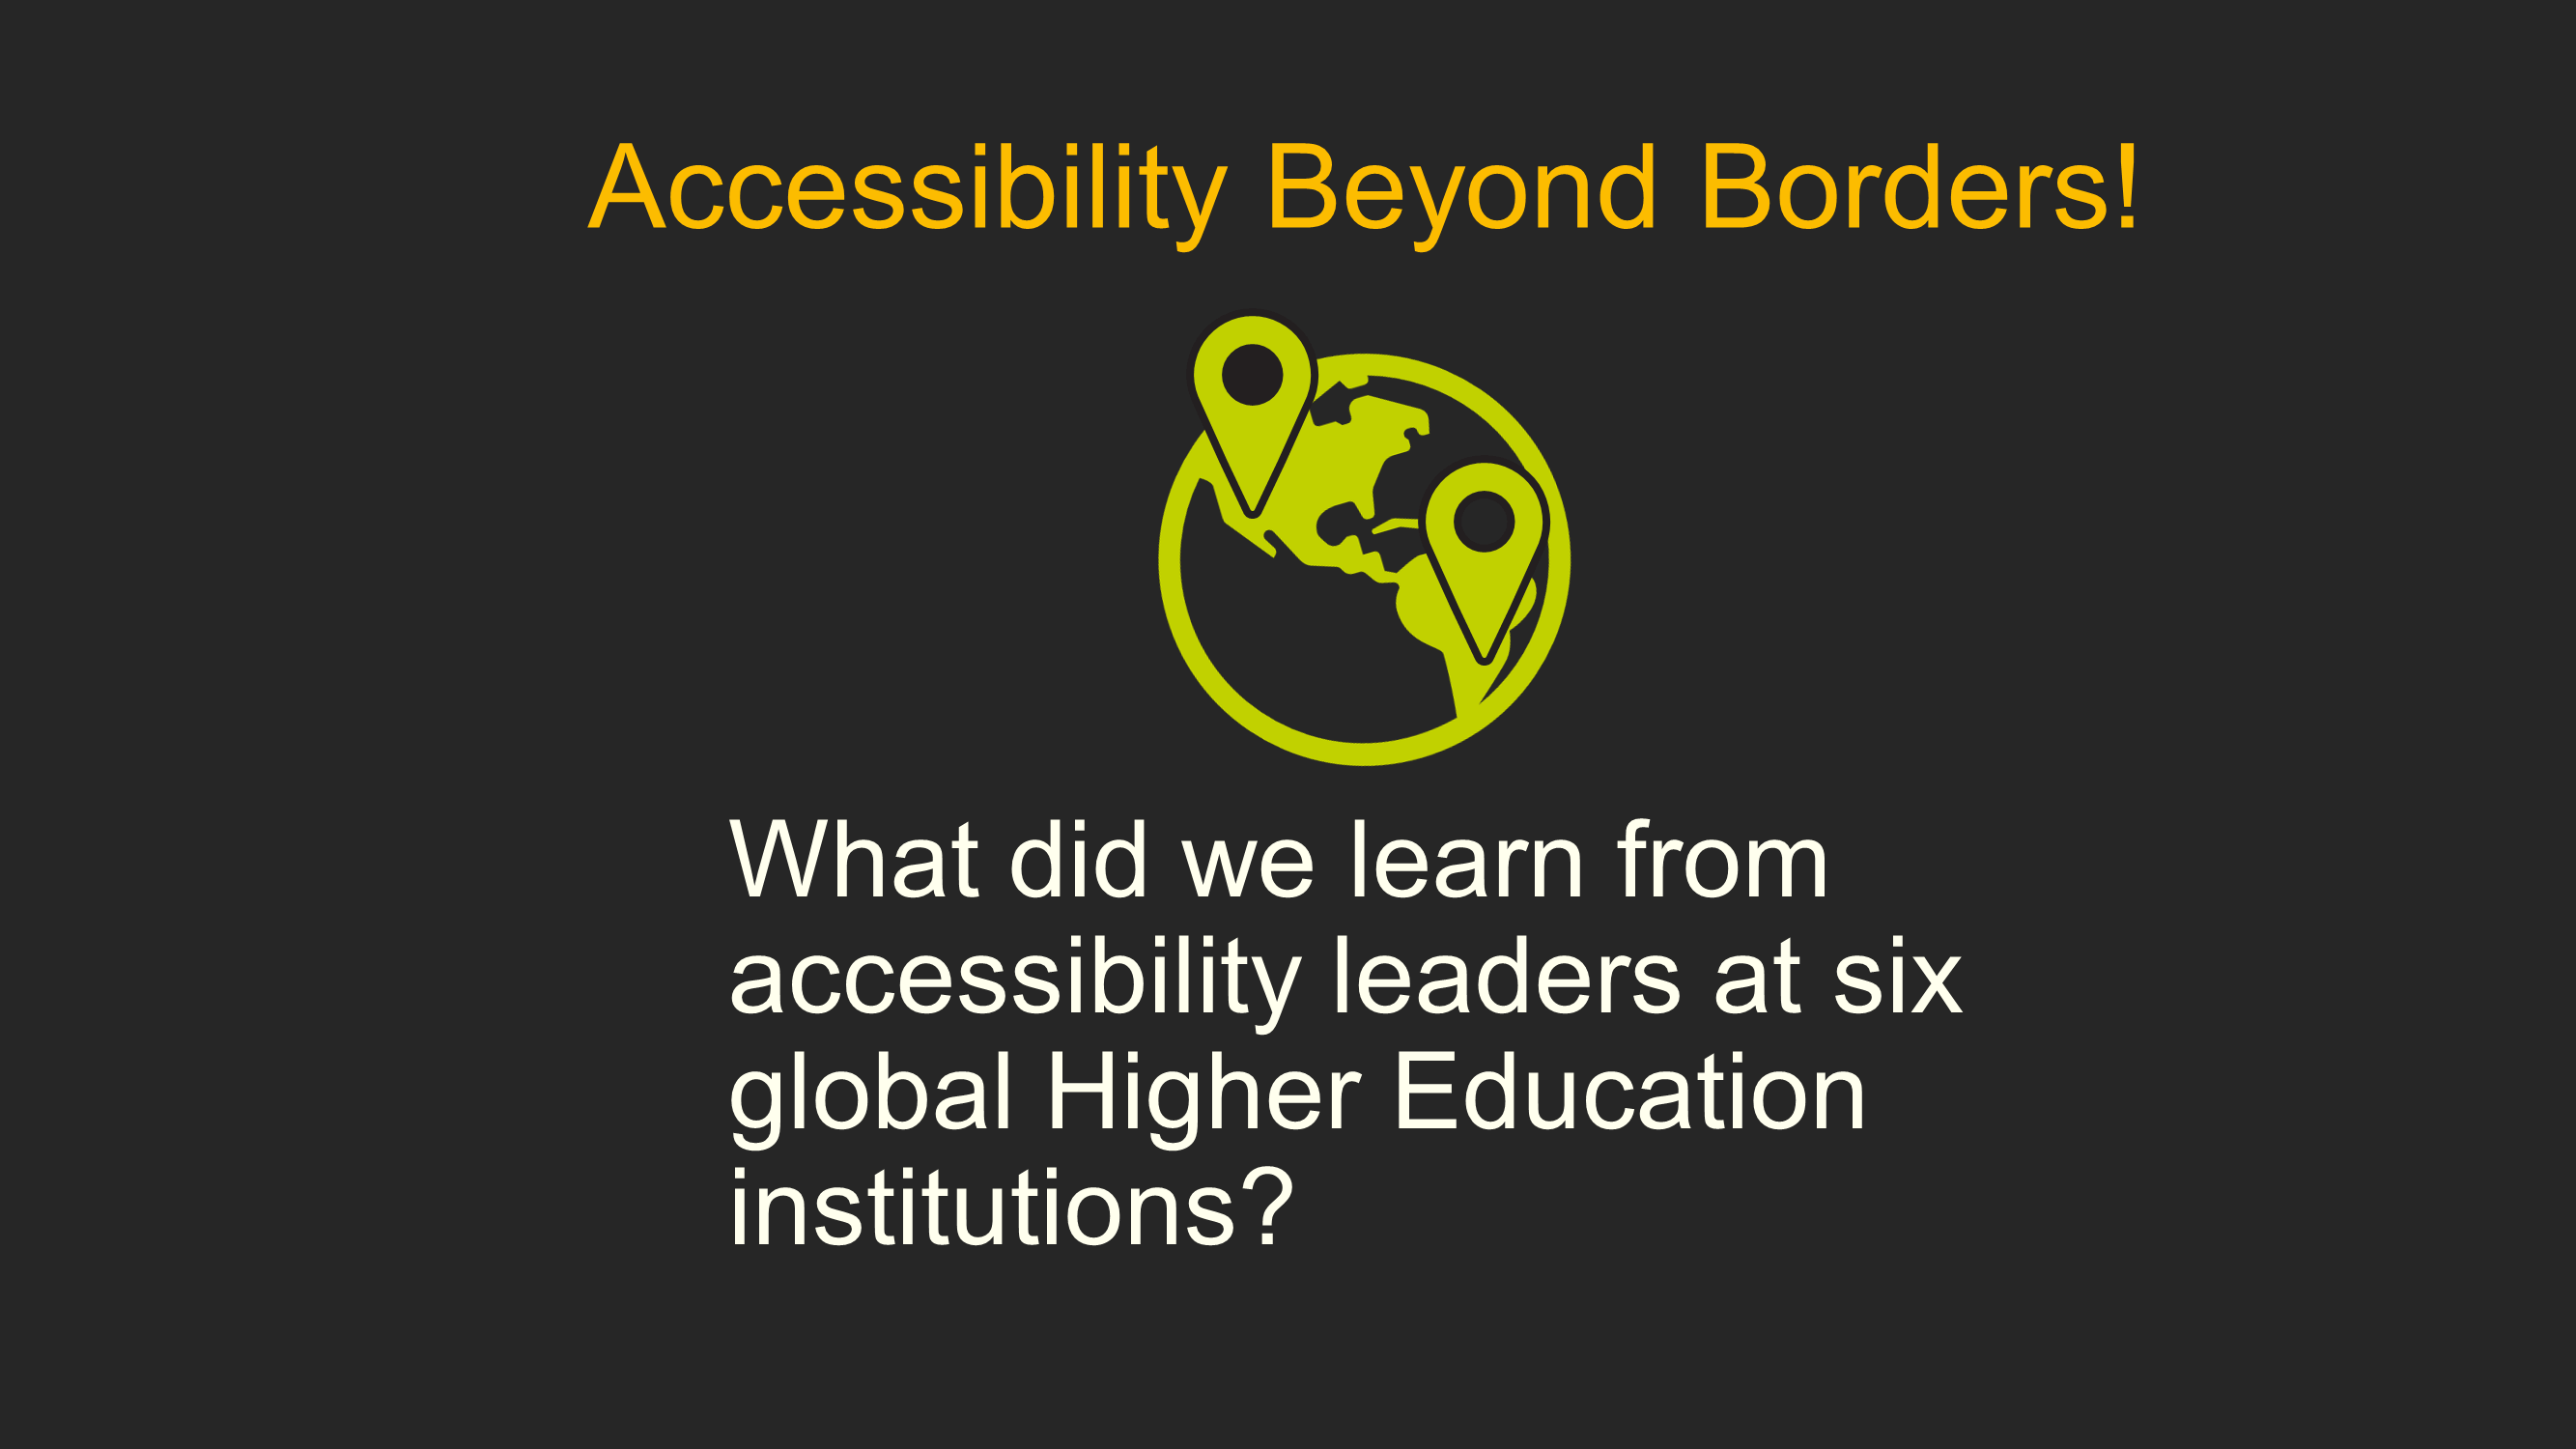 Accessibility Beyond Borders!
What did we learn from
accessibility leaders at six
global Higher Education
institutions?